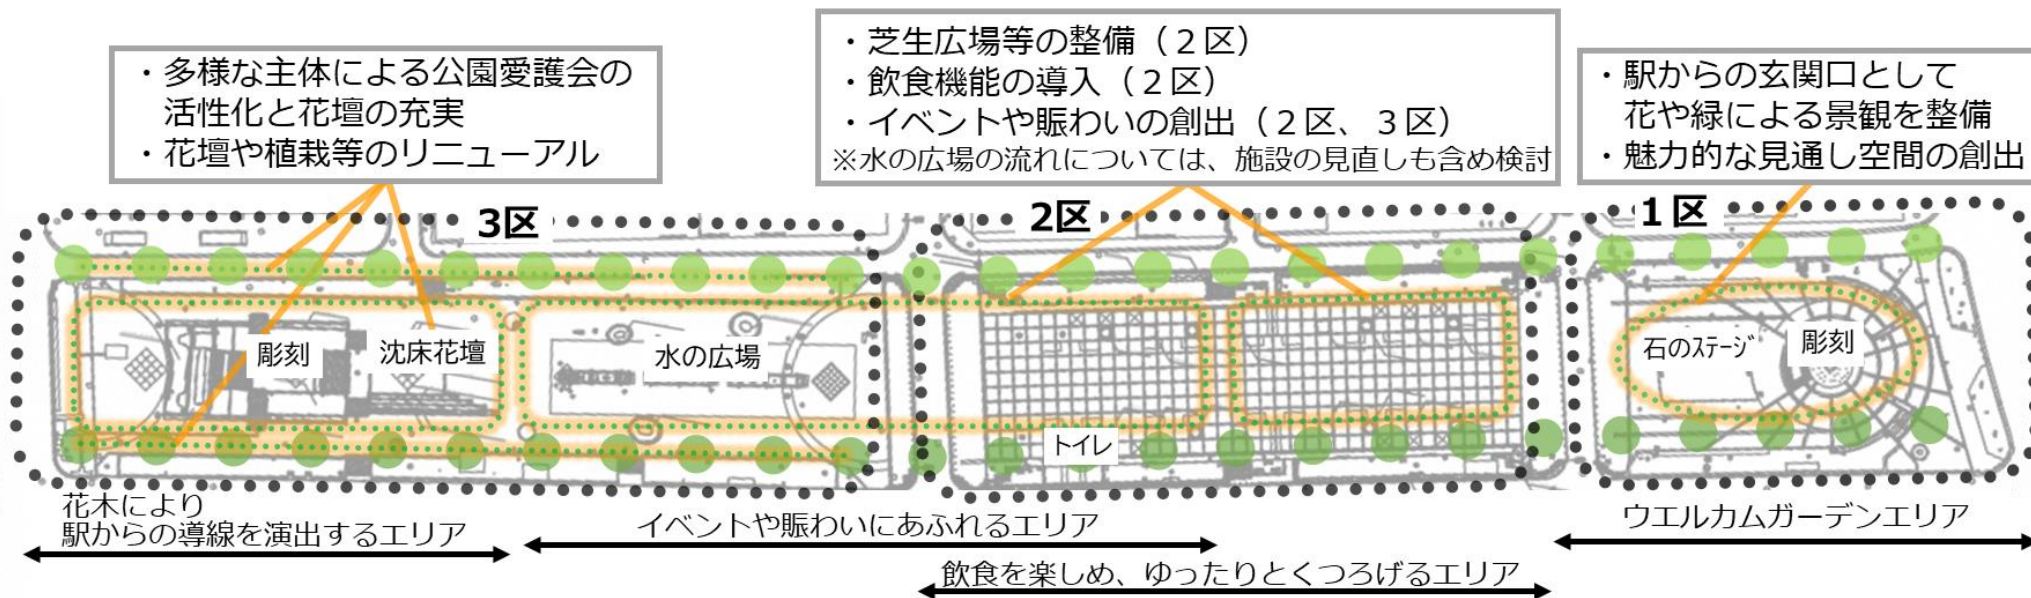 ・多様な主体による公園愛護会の
活性化と花壇の充実
・花壇や植栽等のリニューアル
・芝生広場等の整備（２区）
・飲食機能の導入（２区）
・イベントや賑わいの創出（２区、３区）
※水の広場の流れについては、施設の見直しも含め検討
・駅からの玄関口として
花や緑による景観を整備
・魅力的な見通し空間の創出
3区
2区
１区
彫刻
沈床花壇
水の広場
トイレ
石のｽﾃｰｼﾞ
彫刻
花木により
駅からの導線を演出するエリア
イベントや賑わいにあふれるエリア
飲食を楽しめ、ゆったりとくつろげるエリア
ウエルカムガーデンエリア